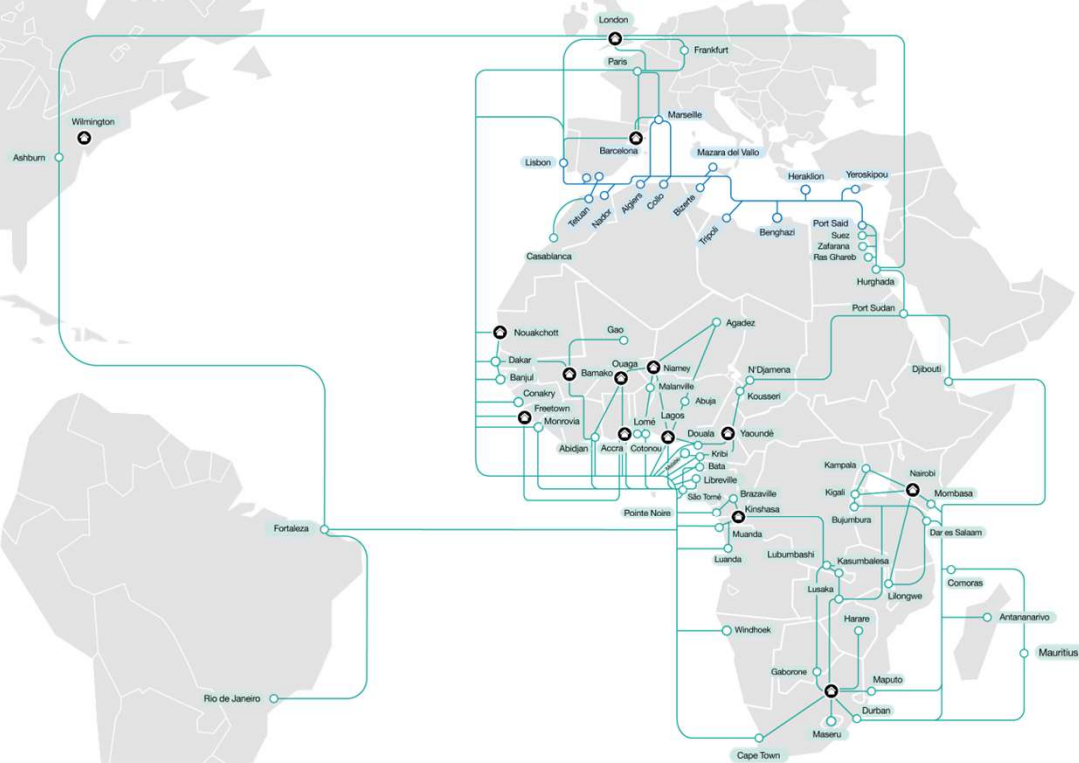 London
Frankfurt
Paris
Wilmington
Marseille
Ashburn
Barcelona
Mazara del Vallo
Lisbon
Heraklion
Yeroskipou
Tetuan
Nador
Algiers
Collo
Bizerte
Tripoli
Benghazi
Port Said
Suez
Zafarana
Ras Ghareb
Casablanca
Hurghada
Port Sudan
Nouakchott
Gao
Agadez
Dakar
Ouaga
Niamey
N'Djamena
Djibouti
Banjul
Bamako
Malanville
Kousseri
Conakry
Abuja
Freetown
Lagos
Monrovia
Lomé
Douala
Yaoundé
Abidjan
Accra
Cotonou
Malabo
Kribi
Bata
Kampala
Nairobi
Libreville
São Tomé
Brazaville
Kigali
Mombasa
Pointe Noire
Kinshasa
Bujumbura
Fortaleza
Muanda
Dar es Salaam
Luanda
Lubumbashi
Kasumbalesa
Comoras
Lusaka
Lilongwe
Harare
Antananarivo
Windhoek
Mauritius
Gaborone
Maputo
Rio de Janeiro
Durban
Maseru
Cape Town